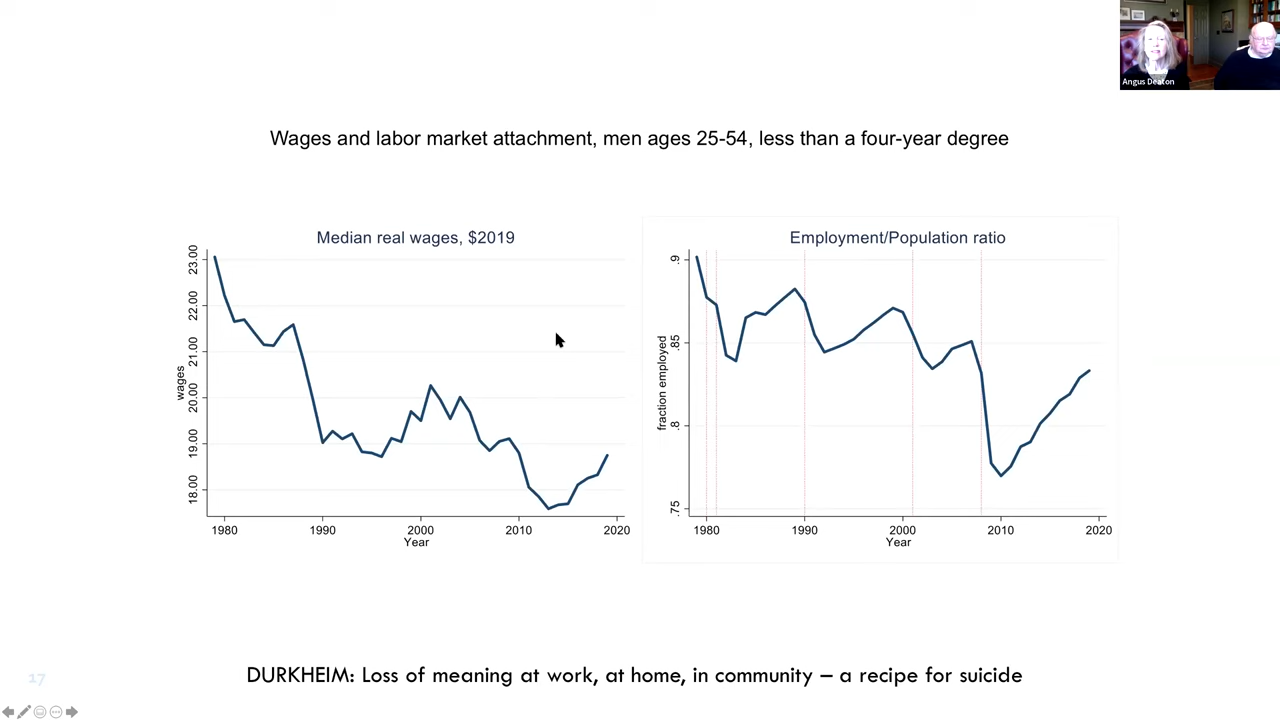 Angus Deaton
Wages and labor market attachment, men ages 25-54, less than a four-year degree
Median real wages, $2019
wages
23.00
22.00
21.00
20.00
19.00
18.00
1980 1990 2000 2010 2020
Year
Employment/Population ratio
fraction employed
.9
.85
.8
.75
1980 1990 2000 2010 2020
Year
DURKHEIM: Loss of meaning at work, at home, in community – a recipe for suicide
17